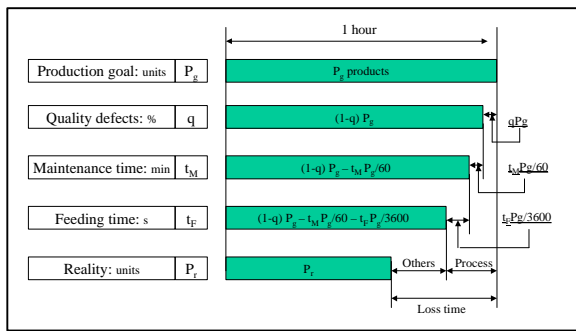 1 hour
Production goal: units P_g P_g products
Quality defects: % q (1-q) P_g
qPg
Maintenance time: min t_M (1-q) P_g – t_M P_g/60
t_MPg/60
Feeding time: s t_F (1-q) P_g – t_M P_g/60 – t_F P_g/3600
t_FPg/3600
Others Process
Reality: units P_r P_r
Loss time